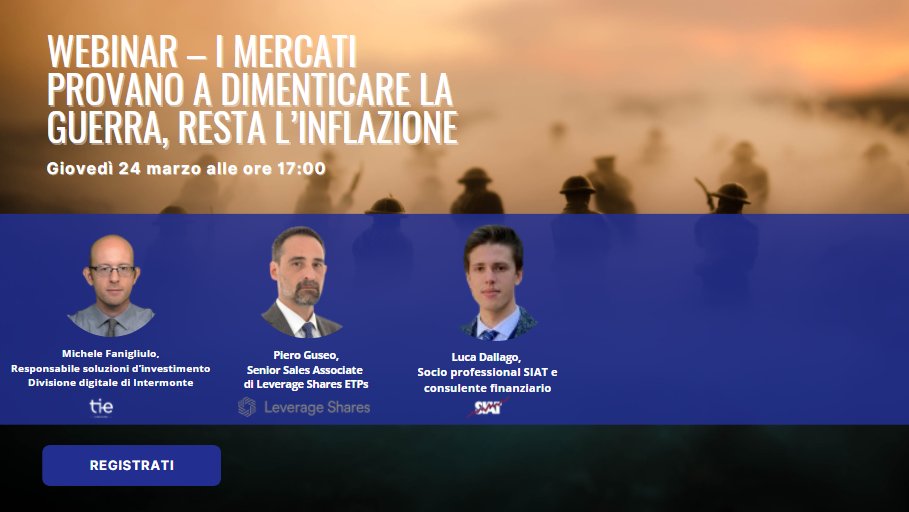 WEBINAR – I MERCATI
PROVANO A DIMENTICARE LA
GUERRA, RESTA L'INFLAZIONE
Giovedì 24 marzo alle ore 17:00
Michele Fanigliulo,
Responsabile soluzioni d'investimento
Divisione digitale di Intermonte
tie
Piero Guseo,
Senior Sales Associate
di Leverage Shares ETPs
Leverage Shares
Luca Dallago,
Socio professional SIAT e
consulente finanziario
SIAT
REGISTRATI